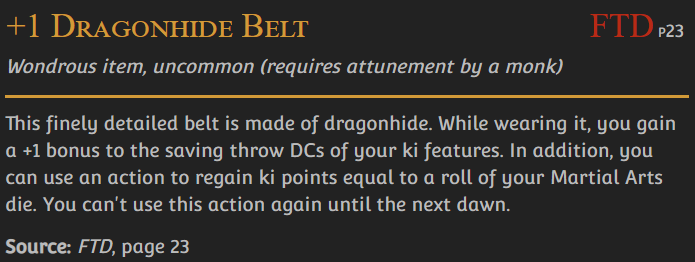 +1 Dragonhide Belt FTD P23
Wondrous item, uncommon (requires attunement by a monk)
This finely detailed belt is made of dragonhide. While wearing it, you gain
a +1 bonus to the saving throw DCs of your ki features. In addition, you
can use an action to regain ki points equal to a roll of your Martial Arts
die. You can't use this action again until the next dawn.
Source: FTD, page 23